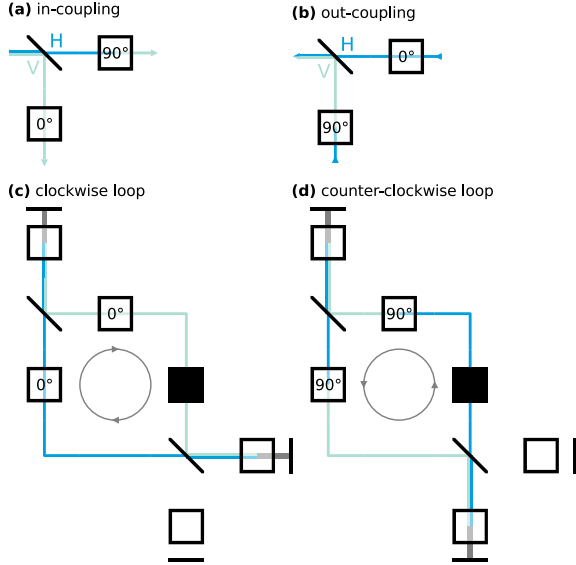 (a) in-coupling
H
V
90°
0°
(b) out-coupling
V
H
0°
90°
(c) clockwise loop
0°
0°
(d) counter-clockwise loop
90°
90°